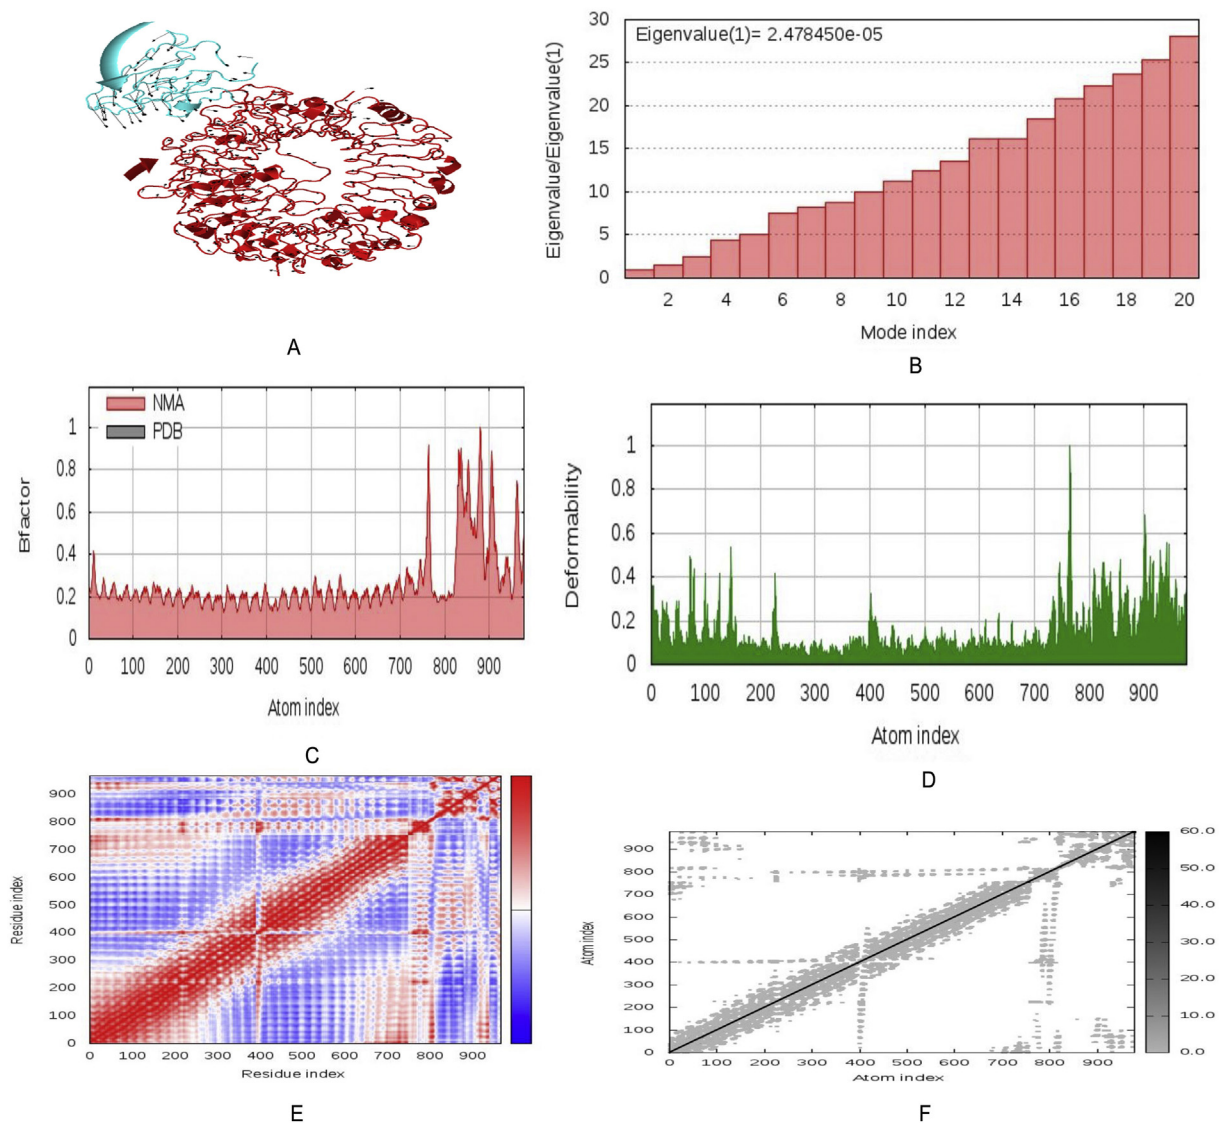 A
Eigenvalue(1)= 2.478450e-05
Eigenvalue/Eigenvalue(1)
30
25
20
15
10
5
0
2 4 6 8 10 12 14 16 18 20
Mode index
B
NMA
PDB
Bfactor
1
0.8
0.6
0.4
0.2
0
0 100 200 300 400 500 600 700 800 900
Atom index
C
Deformability
1
0.8
0.6
0.4
0.2
0
0 100 200 300 400 500 600 700 800 900
Atom index
D
Residue index
900
800
700
600
500
400
300
200
100
0
0 100 200 300 400 500 600 700 800 900
Residue index
E
Atom index
900
800
700
600
500
400
300
200
100
0
0 100 200 300 400 500 600 700 800 900
Atom index
60.0
50.0
40.0
30.0
20.0
10.0
0.0
F